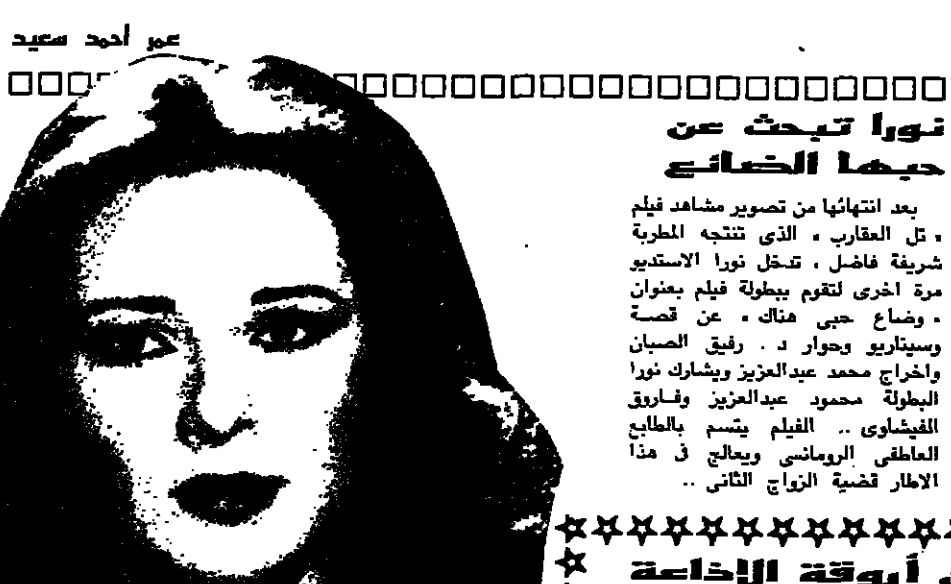 عمر أحمد سعيد
نورا تبحث عن
حبها الضائع
بعد انتهائها من تصوير مشاهد فيلم
« تل العقارب » الذى تنتجه المطربة
شريفة فاضل ، تدخل نورا الاستديو
مرة اخرى لتقوم ببطولة فيلم بعنوان
« وضاع حبى هناك » عن قصة
وسيناريو وحوار د . رفيق الصبان
واخراج محمد عبدالعزيز ويشارك نورا
البطولة محمود عبدالعزيز وفاروق
الفيشاوى .. الفيلم يتسم بالطابع
العاطفى الرومانسى ويعالج فى هذا
الاطار قضية الزواج الثانى ..
أروقة الإذاعة